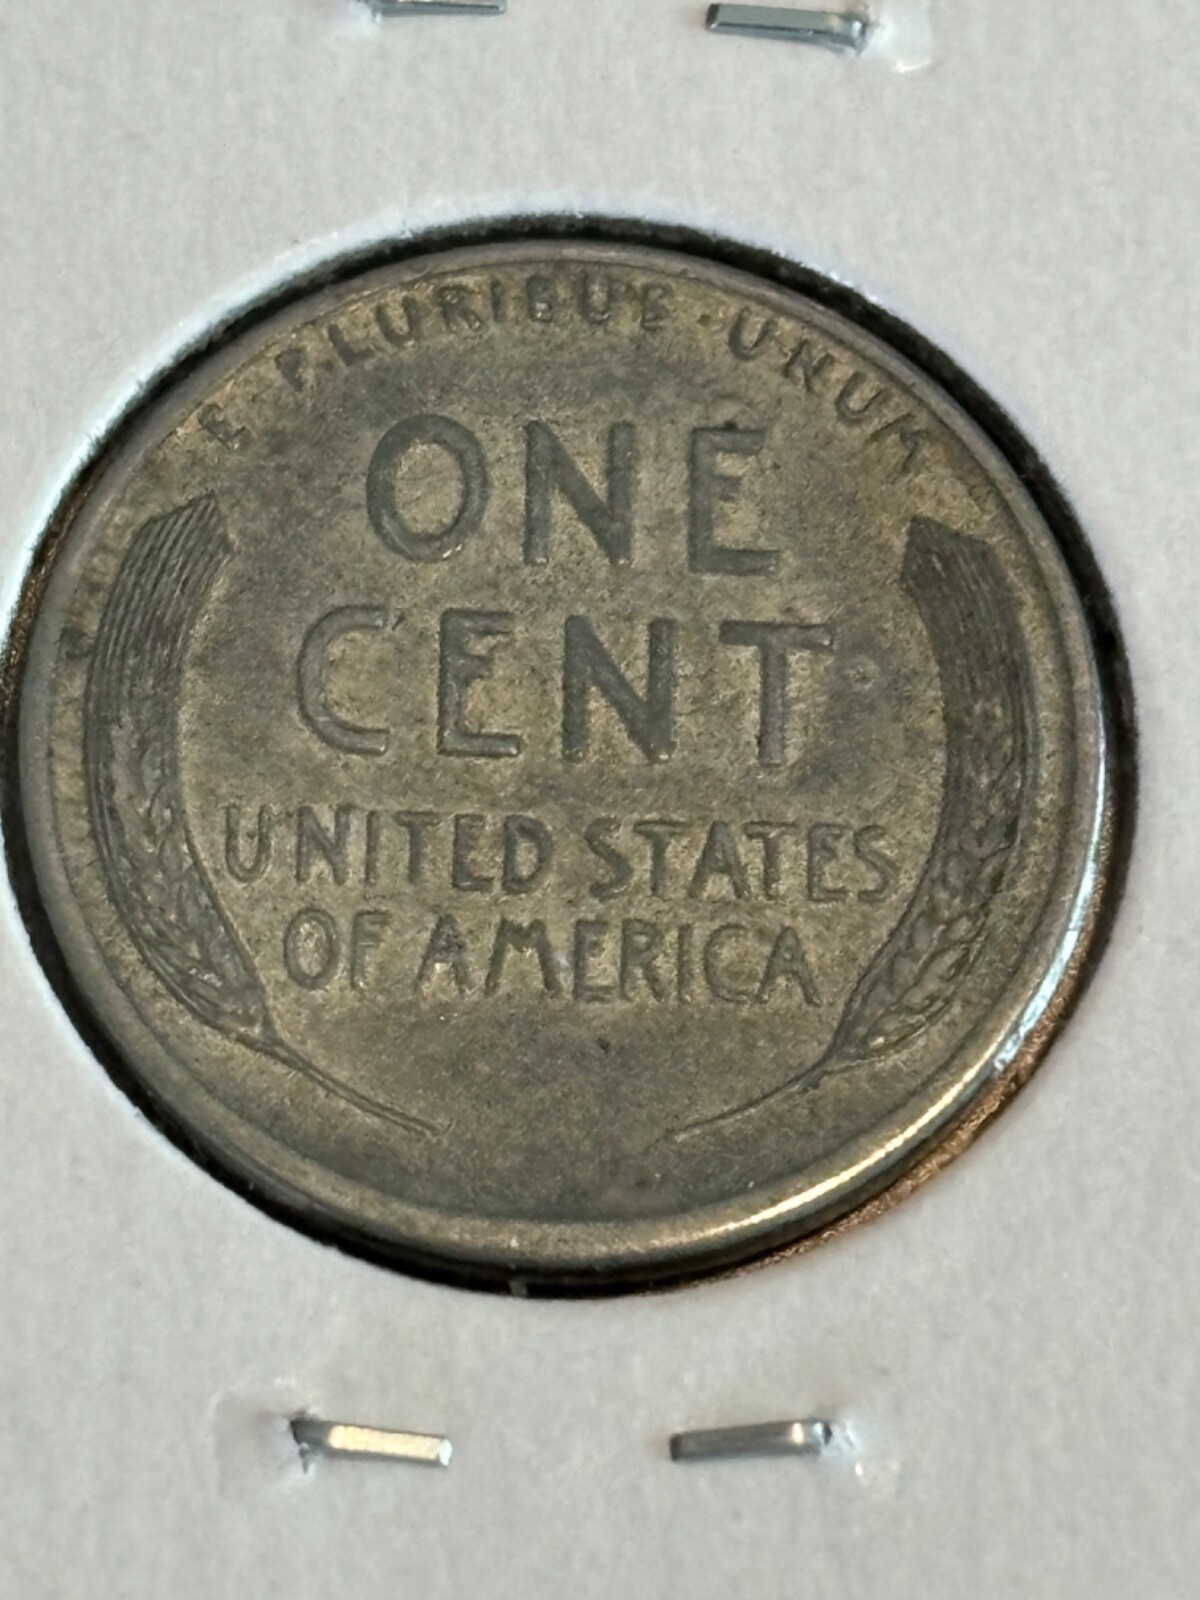 E · PLURIBUS · UNUM
ONE
CENT
UNITED STATES
OF AMERICA